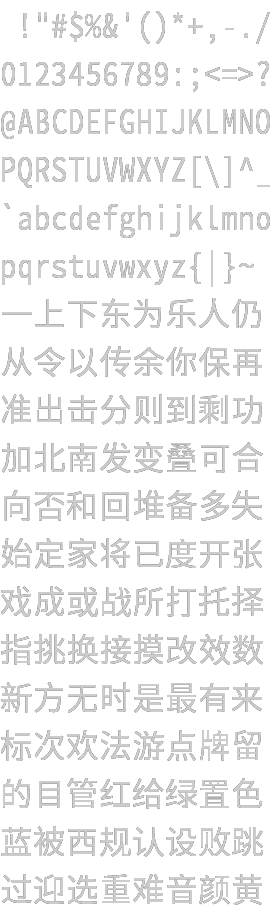 !"#$%&'()*+,-./
0123456789:;<=>?
@ABCDEFGHIJKLMNO
PQRSTUVWXYZ[\]^_
`abcdefghijklmno
pqrstuvwxyz{|}~
一上下东为乐人仍
从令以传余你保再
准出击分则到剩功
加北南发变叠可合
向否和回堆备多失
始定家将已度开张
戏成或战所打托择
指挑换接摸改效数
新方无时是最有来
标次欢法游点牌留
的目管红给绿置色
蓝被西规认设败跳
过迎选重难音颜黄